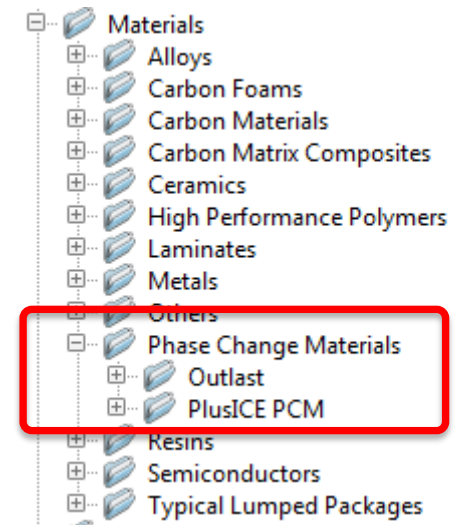 Materials
Alloys
Carbon Foams
Carbon Materials
Carbon Matrix Composites
Ceramics
High Performance Polymers
Laminates
Metals
Others
Phase Change Materials
Outlast
PlusICE PCM
Resins
Semiconductors
Typical Lumped Packages